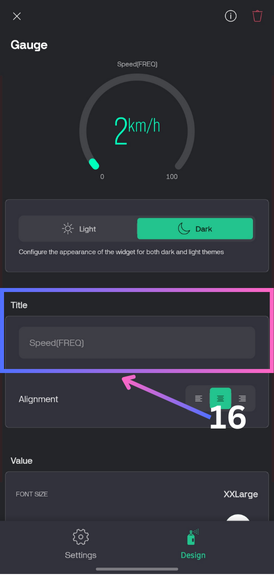 Gauge
Speed(FREQ)
2km/h
0 100
Light Dark
Configure the appearance of the widget for both dark and light themes
Title
Speed(FREQ)
Alignment
16
Value
FONT SIZE XXLarge
Settings Design